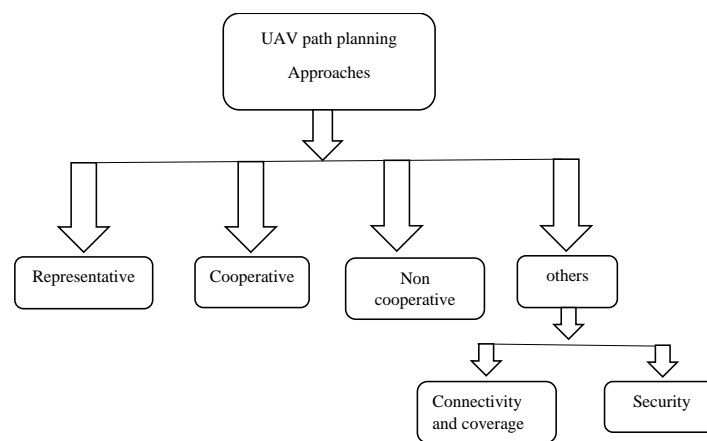 UAV path planning
Approaches
Representative
Cooperative
Non
cooperative
others
Connectivity
and coverage
Security